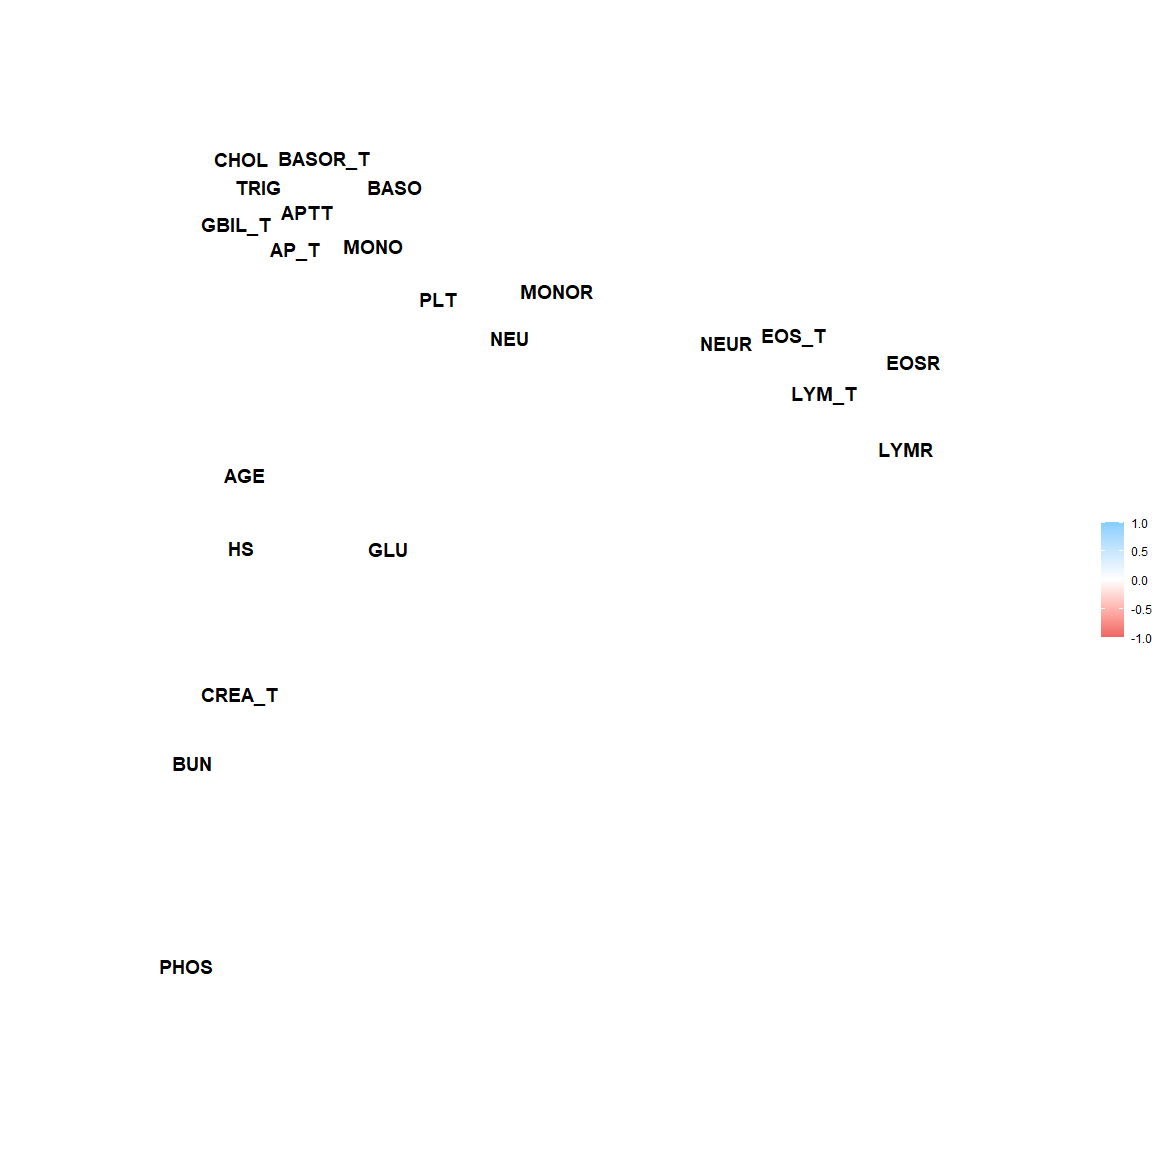 CHOL BASOR_T
TRIG BASO
GBIL_T APTT
AP_T MONO
PLT MONOR
NEU NEUR EOS_T
EOSR
LYM_T
LYMR
AGE
HS GLU
CREA_T
BUN
PHOS
1.0
0.5
0.0
-0.5
-1.0